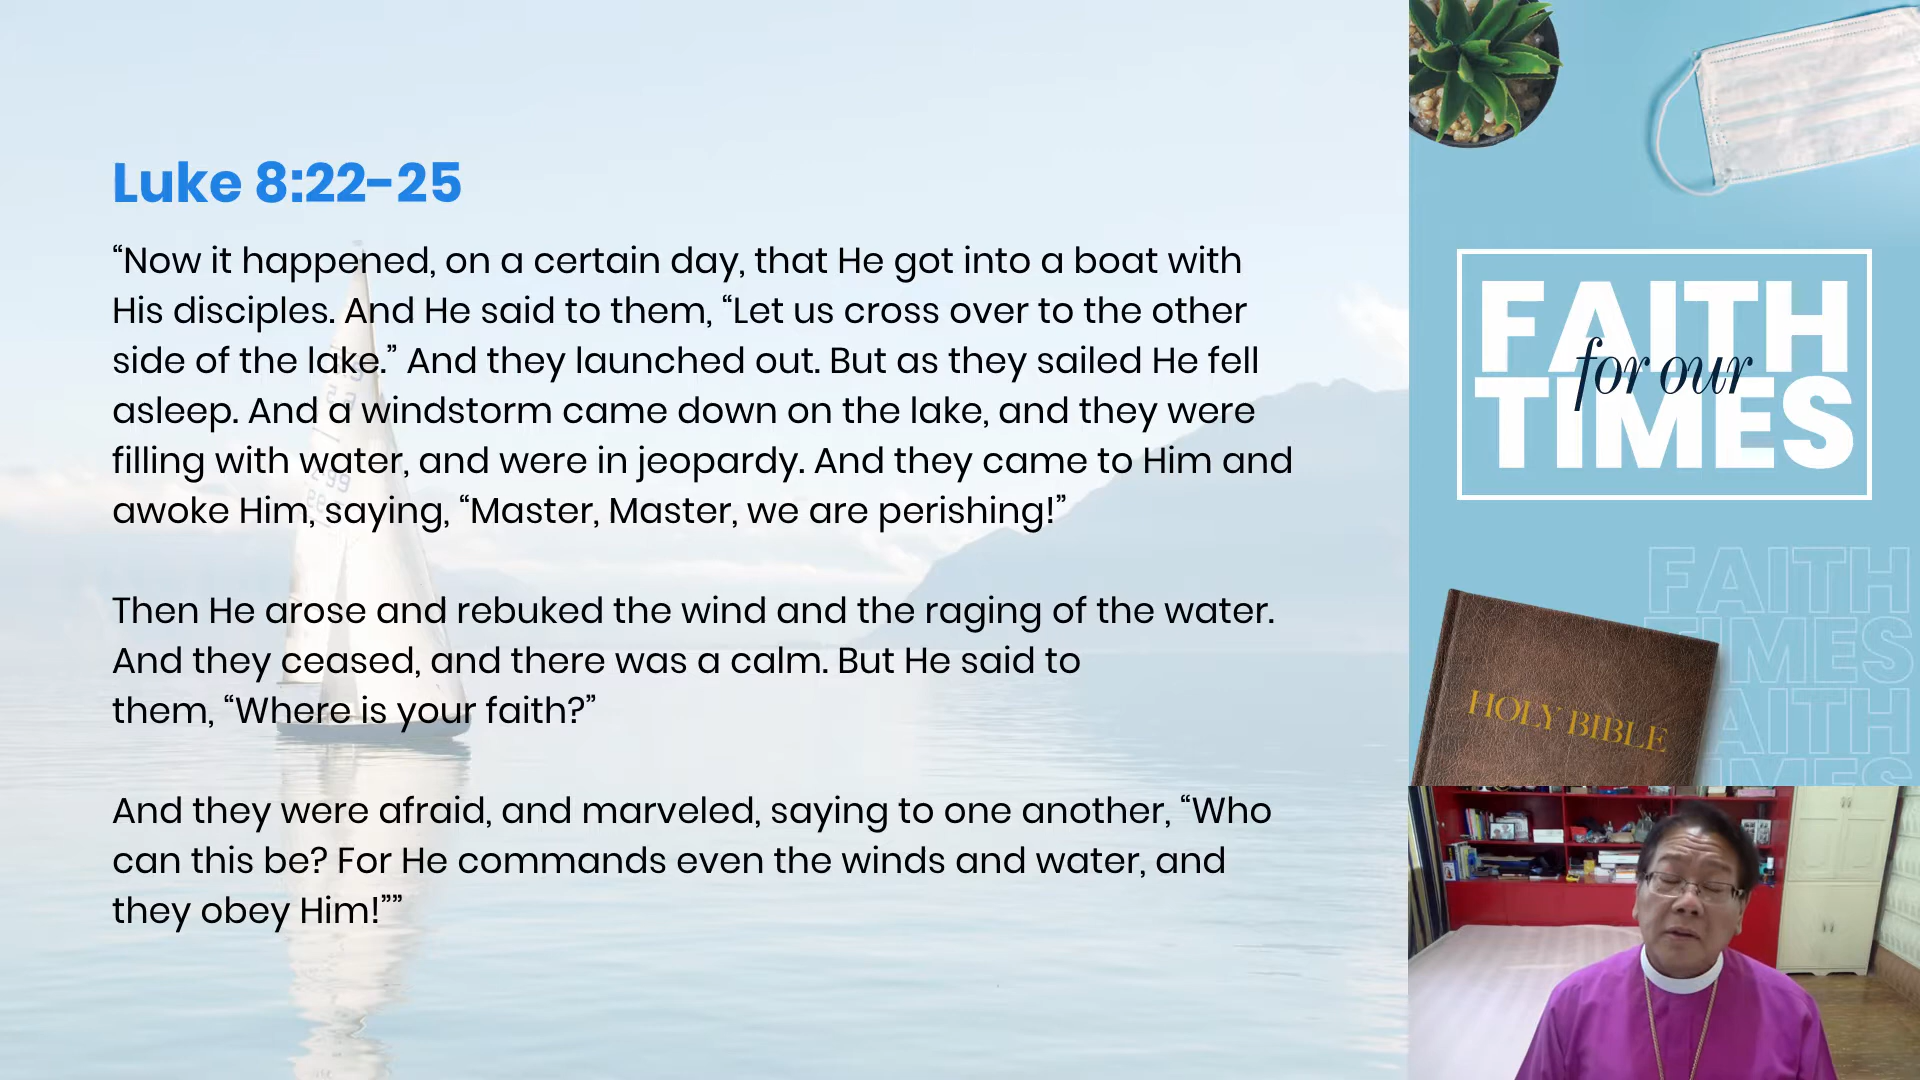 Luke 8:22-25
“Now it happened, on a certain day, that He got into a boat with
His disciples. And He said to them, “Let us cross over to the other
side of the lake.” And they launched out. But as they sailed He fell
asleep. And a windstorm came down on the lake, and they were
filling with water, and were in jeopardy. And they came to Him and
awoke Him, saying, “Master, Master, we are perishing!”
Then He arose and rebuked the wind and the raging of the water.
And they ceased, and there was a calm. But He said to
them, “Where is your faith?”
And they were afraid, and marveled, saying to one another, “Who
can this be? For He commands even the winds and water, and
they obey Him!””
FAITH
for our
TIMES
FAITH
TIMES
FAITH
TIMES
HOLY BIBLE